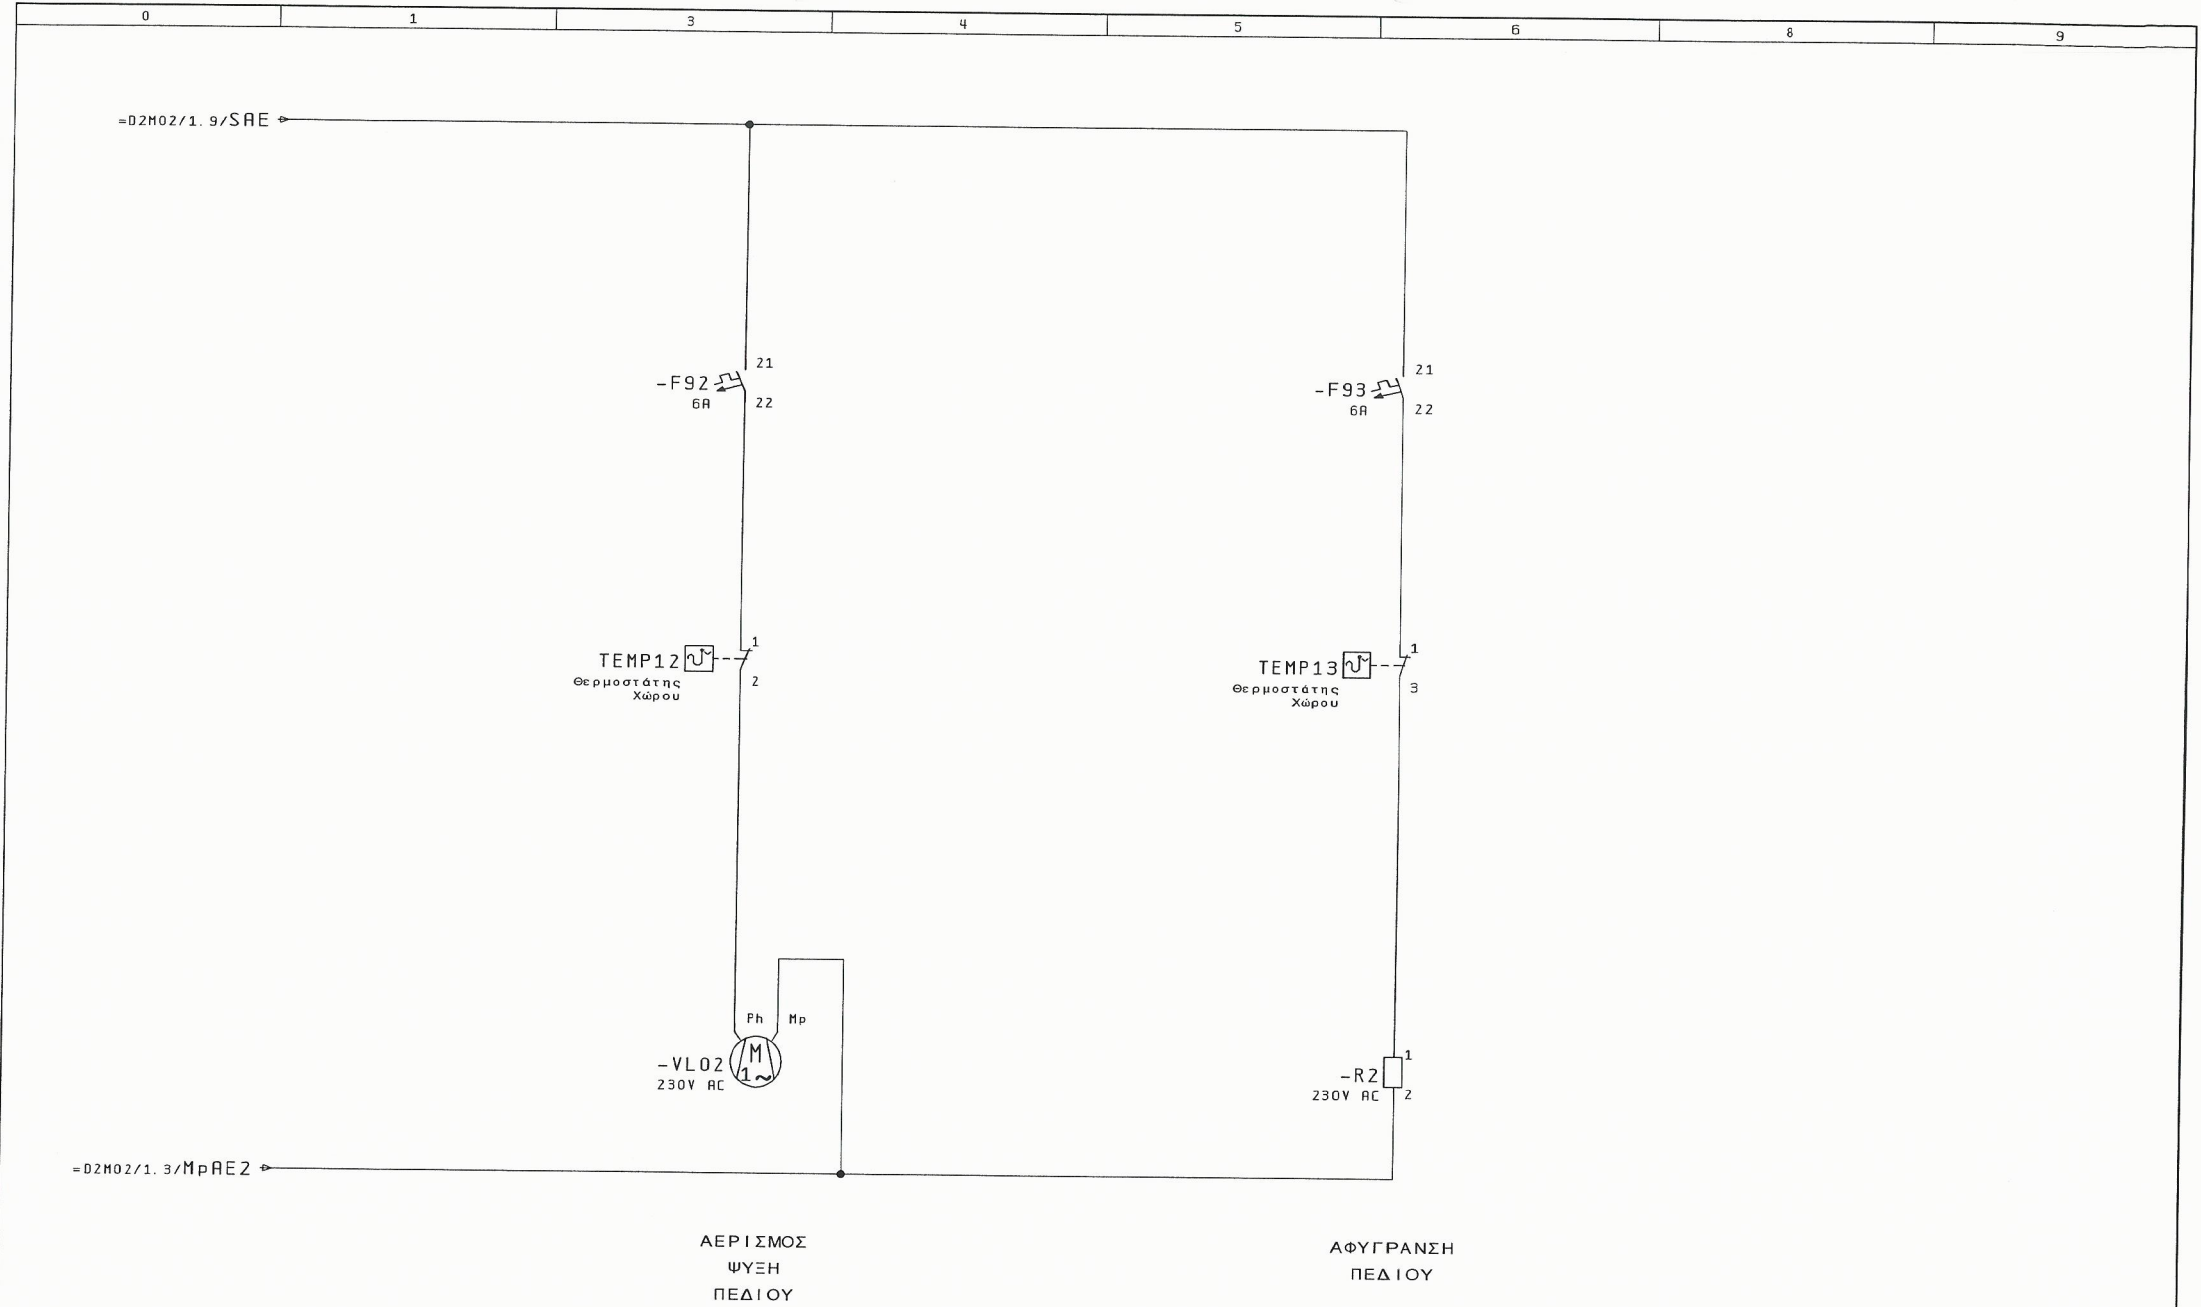 0 1 3 4 5 6 8 9
=D2M02/1.9/SAE
21
-F92
6A
22
21
-F93
6A
22
1
TEMP12
Θερμοστάτης
Χώρου
2
1
TEMP13
Θερμοστάτης
Χώρου
3
Ph Mp
-VL02
230V AC
M
1~
1
-R2
230V AC
2
=D2M02/1.3/MpAE2
ΑΕΡΙΣΜΟΣ
ΨΥΞΗ
ΠΕΔΙΟΥ
ΑΦΥΓΡΑΝΣΗ
ΠΕΔΙΟΥ